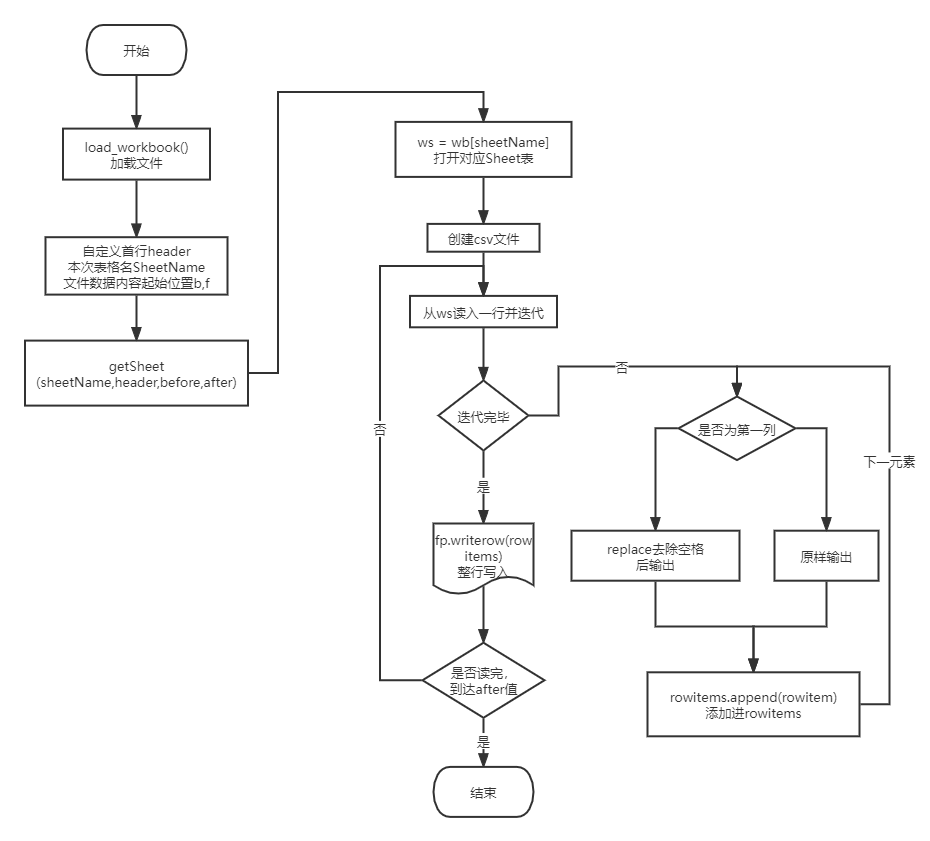 开始
load_workbook()
加载文件
自定义首行header
本次表格名SheetName
文件数据内容起始位置b,f
getSheet
(sheetName,header,before,after)
ws = wb[sheetName]
打开对应Sheet表
创建csv文件
从ws读入一行并迭代
迭代完毕
否
是否为第一列
否
下一元素
是
fp.writerow(row
items)
整行写入
replace去除空格
后输出
原样输出
是否读完，
到达after值
rowitems.append(rowitem)
添加进rowitems
是
结束